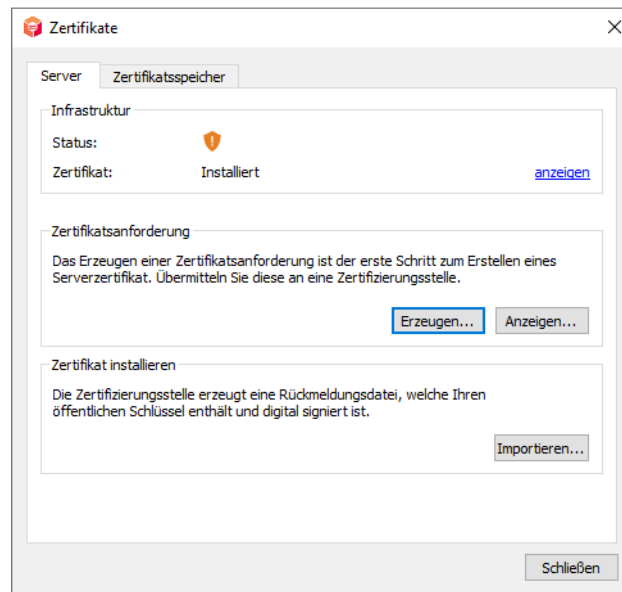 Zertifikate
Server
Zertifikatsspeicher
Infrastruktur
Status:
Zertifikat:
Installiert
anzeigen
Zertifikatsanforderung
Das Erzeugen einer Zertifikatsanforderung ist der erste Schritt zum Erstellen eines
Serverzertifikat. Übermitteln Sie diese an eine Zertifizierungsstelle.
Erzeugen...
Anzeigen...
Zertifikat installieren
Die Zertifizierungsstelle erzeugt eine Rückmeldungsdatei, welche Ihren
öffentlichen Schlüssel enthält und digital signiert ist.
Importieren...
Schließen